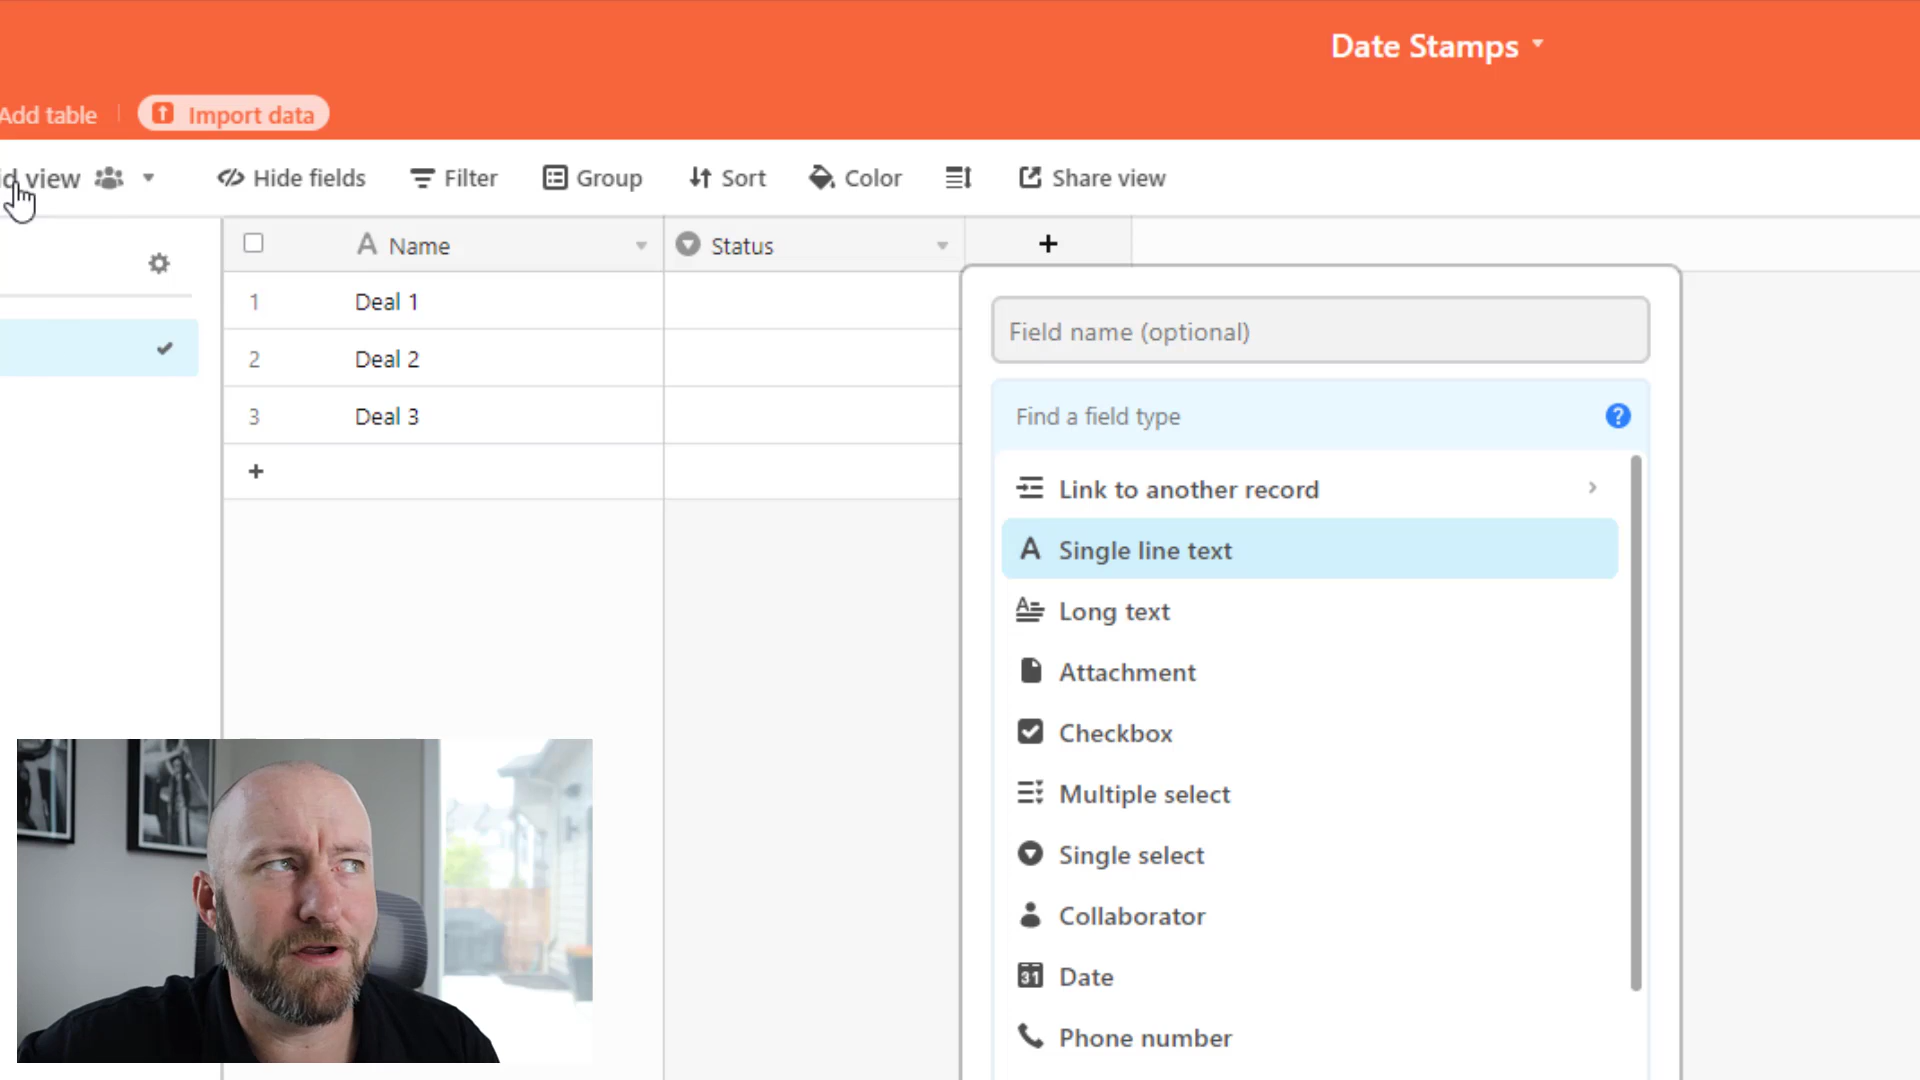 Date Stamps
Add table
Import data
id view
Hide fields
Filter
Group
Sort
Color
Share view
Name
Status
+
1 Deal 1
2 Deal 2
3 Deal 3
+
Field name (optional)
Find a field type
?
Link to another record
A Single line text
Long text
Attachment
Checkbox
Multiple select
Single select
Collaborator
31 Date
Phone number